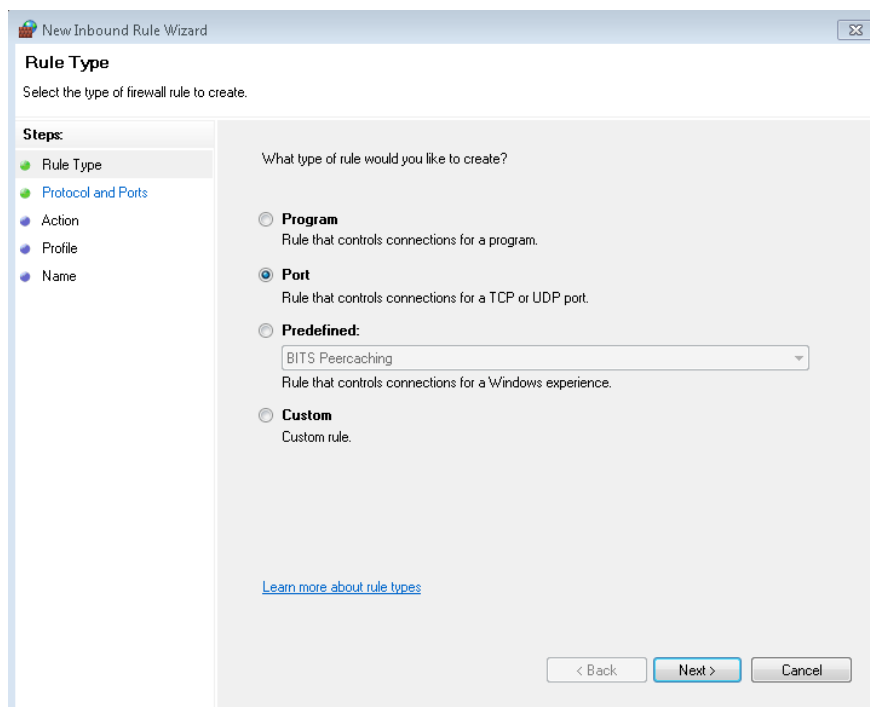 New Inbound Rule Wizard
Rule Type
Select the type of firewall rule to create.
Steps:
Rule Type
Protocol and Ports
Action
Profile
Name
What type of rule would you like to create?
Program
Rule that controls connections for a program.
Port
Rule that controls connections for a TCP or UDP port.
Predefined:
BITS Peercaching
Rule that controls connections for a Windows experience.
Custom
Custom rule.
Learn more about rule types
< Back Next > Cancel